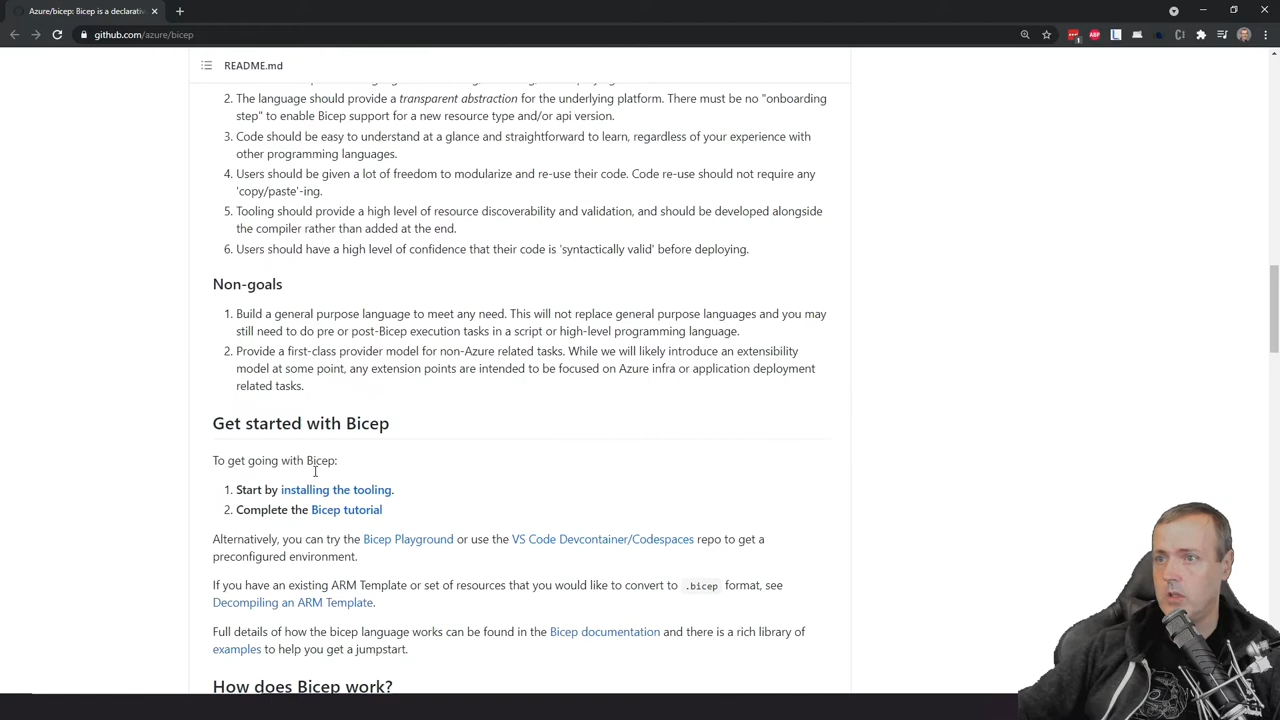 Azure/bicep: Bicep is a declarativ
github.com/azure/bicep
README.md
2. The language should provide a transparent abstraction for the underlying platform. There must be no "onboarding
step" to enable Bicep support for a new resource type and/or api version.
3. Code should be easy to understand at a glance and straightforward to learn, regardless of your experience with
other programming languages.
4. Users should be given a lot of freedom to modularize and re-use their code. Code re-use should not require any
'copy/paste'-ing.
5. Tooling should provide a high level of resource discoverability and validation, and should be developed alongside
the compiler rather than added at the end.
6. Users should have a high level of confidence that their code is 'syntactically valid' before deploying.
Non-goals
1. Build a general purpose language to meet any need. This will not replace general purpose languages and you may
still need to do pre or post-Bicep execution tasks in a script or high-level programming language.
2. Provide a first-class provider model for non-Azure related tasks. While we will likely introduce an extensibility
model at some point, any extension points are intended to be focused on Azure infra or application deployment
related tasks.
Get started with Bicep
To get going with Bicep:
1. Start by installing the tooling.
2. Complete the Bicep tutorial
Alternatively, you can try the Bicep Playground or use the VS Code Devcontainer/Codespaces repo to get a
preconfigured environment.
If you have an existing ARM Template or set of resources that you would like to convert to .bicep format, see
Decompiling an ARM Template.
Full details of how the bicep language works can be found in the Bicep documentation and there is a rich library of
examples to help you get a jumpstart.
How does Bicep work?